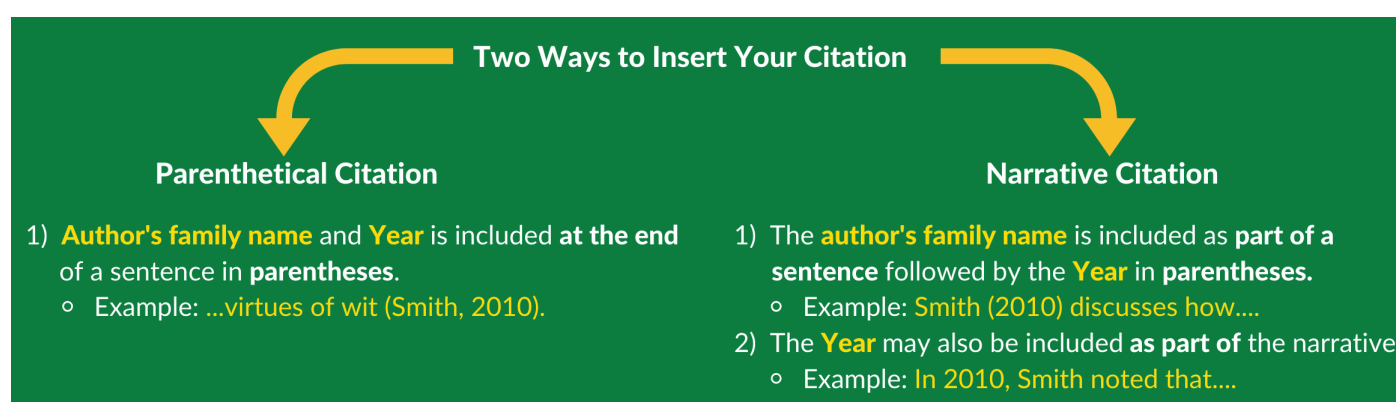 Two Ways to Insert Your Citation
Parenthetical Citation
1) Author's family name and Year is included at the end
of a sentence in parentheses.
○ Example: ...virtues of wit (Smith, 2010).
Narrative Citation
1) The author's family name is included as part of a
sentence followed by the Year in parentheses.
○ Example: Smith (2010) discusses how....
2) The Year may also be included as part of the narrative
○ Example: In 2010, Smith noted that....